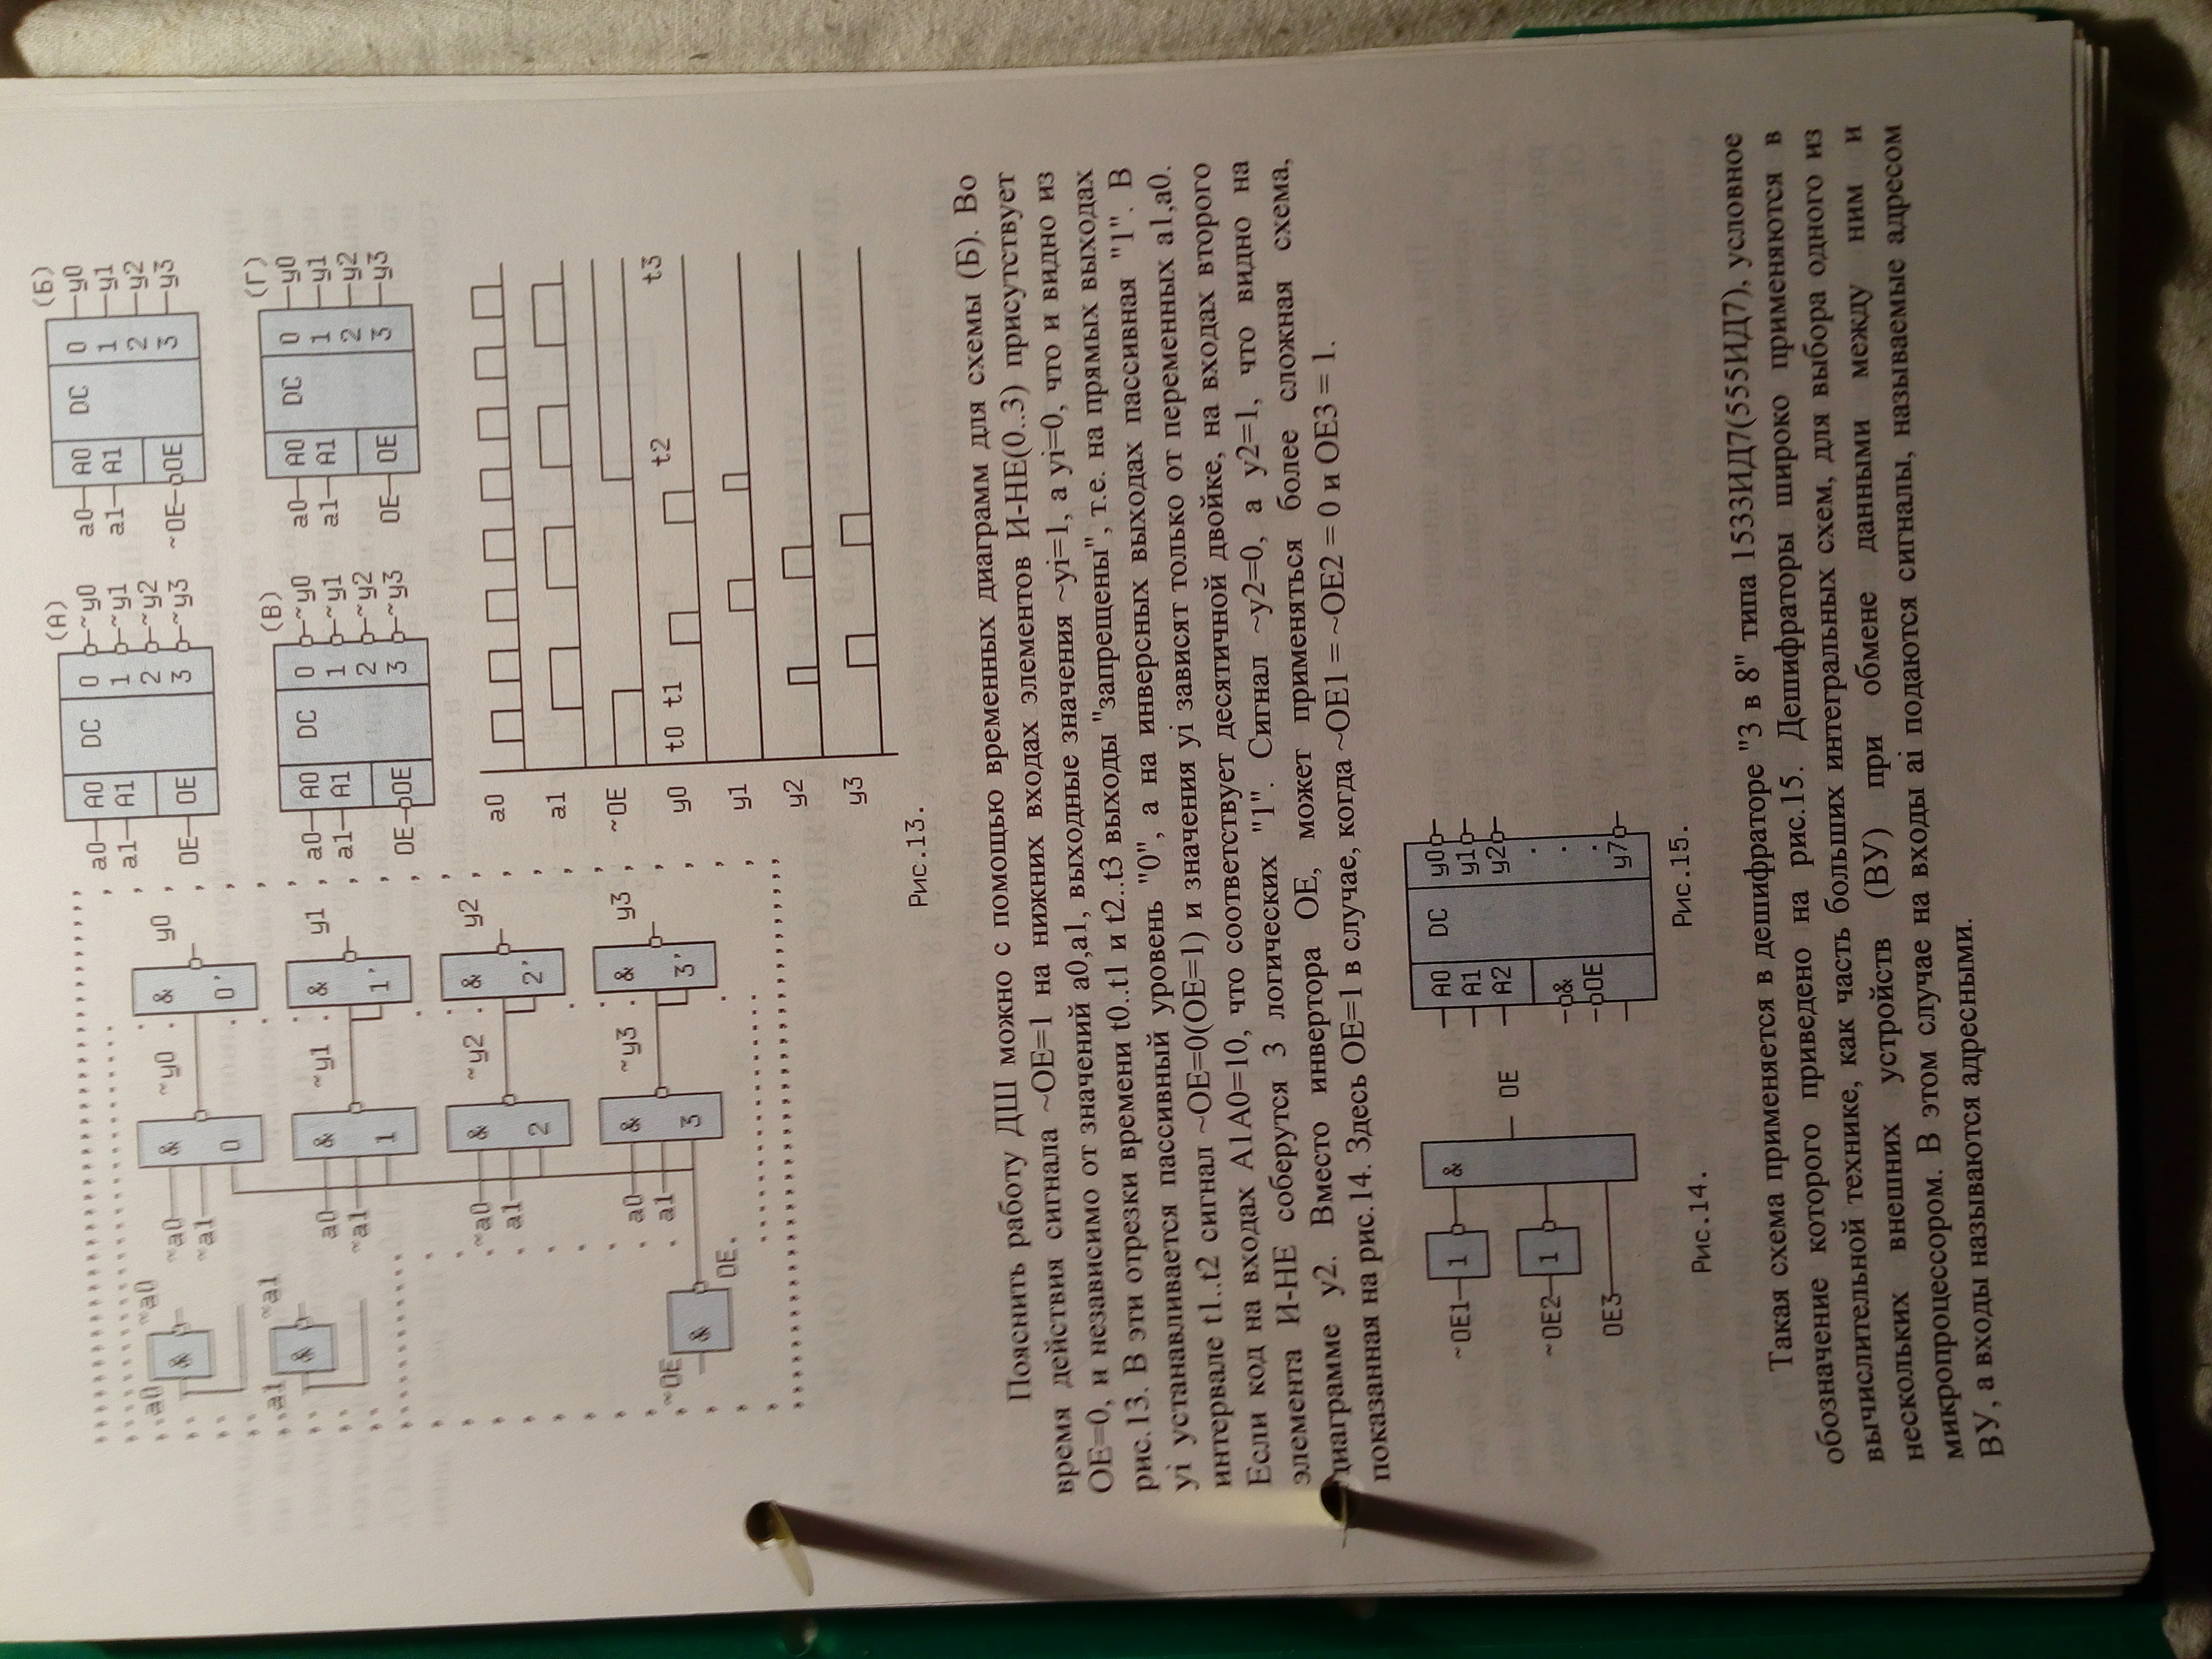 (А) (Б)
a0 A0 DC 0 ~y0 a0 A0 DC 0 y0
a1 A1 1 ~y1 a1 A1 1 y1
2 ~y2 2 y2
OE OE 3 ~y3 ~OE OE 3 y3
(В) (Г)
a0 A0 DC 0 ~y0 a0 A0 DC 0 y0
a1 A1 1 ~y1 a1 A1 1 y1
2 ~y2 2 y2
OE OE 3 ~y3 OE OE 3 y3
a0 & ~a0 ~a0 & ~y0 & y0
~a1 0 0'
a1 & ~a1 a0 & ~y1 & y1
~a1 1 1'
~a0 & ~y2 & y2
a1 2 2'
a0 & ~y3 & y3
a1 3 3'
~OE & OE
a0
a1
~OE
y0 t0 t1 t2 t3
y1
y2
y3
Рис.13.
Пояснить работу ДШ можно с помощью временных диаграмм для схемы (Б). Во
время действия сигнала ~OE=1 на нижних входах элементов И-НЕ(0..3) присутствует
OE=0, и независимо от значений a0,a1, выходные значения ~yi=1, а yi=0, что и видно из
рис.13. В эти отрезки времени t0..t1 и t2..t3 выходы "запрещены", т.е. на прямых выходах
yi устанавливается пассивный уровень "0", а на инверсных выходах пассивная "1". В
интервале t1..t2 сигнал ~OE=0(OE=1) и значения yi зависят только от переменных a1,a0.
Если код на входах A1A0=10, что соответствует десятичной двойке, на входах второго
элемента И-НЕ соберутся 3 логических "1". Сигнал ~y2=0, а y2=1, что видно на
диаграмме y2. Вместо инвертора OE, может применяться более сложная схема,
показанная на рис.14. Здесь OE=1 в случае, когда ~OE1 = ~OE2 = 0 и OE3 = 1.
~OE1 1 & A0 DC y0
~OE2 1 OE A1 y1
OE3 A2 y2
&
OE y7
Рис.14. Рис.15.
Такая схема применяется в дешифраторе "3 в 8" типа 1533ИД7(555ИД7), условное
обозначение которого приведено на рис.15. Дешифраторы широко применяются в
вычислительной технике, как часть больших интегральных схем, для выбора одного из
нескольких внешних устройств (ВУ) при обмене данными между ним и
микропроцессором. В этом случае на входы ai подаются сигналы, называемые адресом
ВУ, а входы называются адресными.